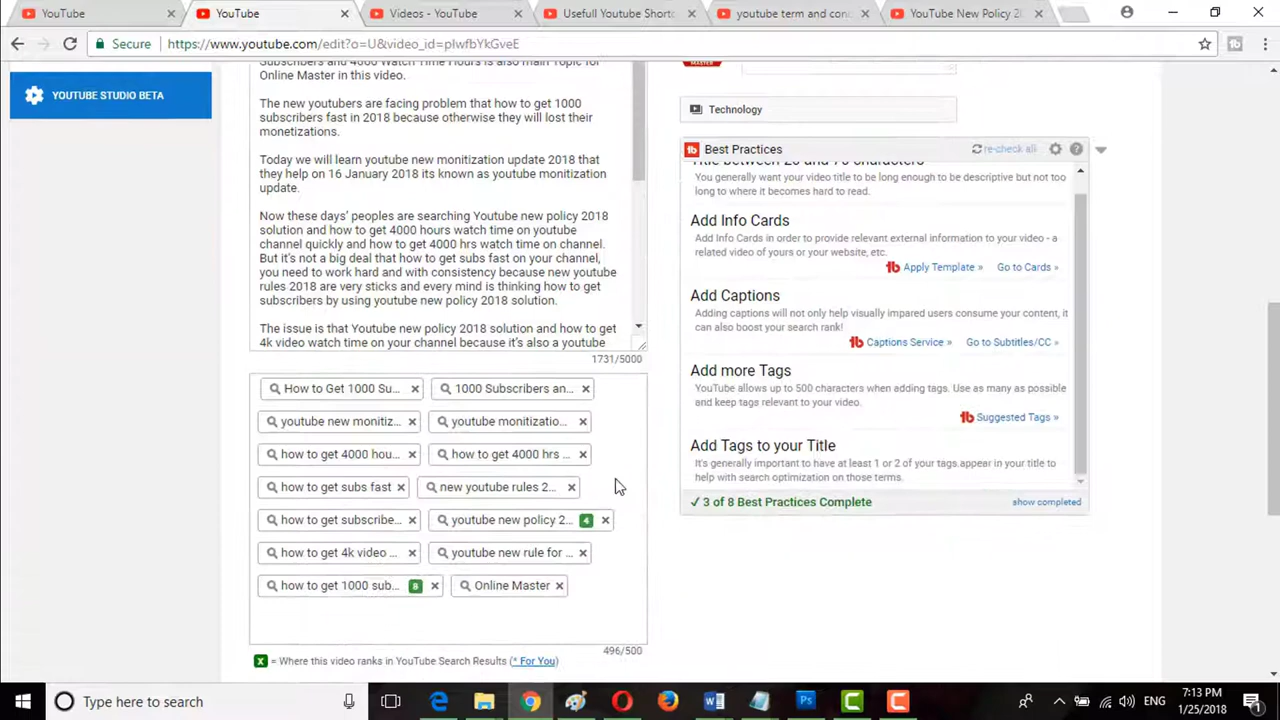 YouTube
YouTube
Videos - YouTube
Usefull Youtube Shortc
youtube term and cond
YouTube New Policy 2
Secure
https://www.youtube.com/edit?o=U&video_id=pIwfbYkGveE
YOUTUBE STUDIO BETA
Subscribers and 4000 Watch Time Hours is also main Topic for
Online Master in this video.
The new youtubers are facing problem that how to get 1000
subscribers fast in 2018 because otherwise they will lost their
monetizations.
Today we will learn youtube new monitization update 2018 that
they help on 16 January 2018 its known as youtube monitization
update.
Now these days' peoples are searching Youtube new policy 2018
solution and how to get 4000 hours watch time on youtube
channel quickly and how to get 4000 hrs watch time on channel.
But it's not a big deal that how to get subs fast on your channel,
you need to work hard and with consistency because new youtube
rules 2018 are very sticks and every mind is thinking how to get
subscribers by using youtube new policy 2018 solution.
The issue is that Youtube new policy 2018 solution and how to get
4k video watch time on your channel because it's also a youtube
1731/5000
How to Get 1000 Su...
1000 Subscribers an...
youtube new monitiz...
youtube monitizatio...
how to get 4000 hou...
how to get 4000 hrs ...
how to get subs fast
new youtube rules 2...
how to get subscribe...
youtube new policy 2... 4
how to get 4k video ...
youtube new rule for ...
how to get 1000 sub... 8
Online Master
496/500
X = Where this video ranks in YouTube Search Results (* For You)
MASTER
Technology
Best Practices
re-check all
Title between 20 and 70 characters
You generally want your video title to be long enough to be descriptive but not too
long to where it becomes hard to read.
Add Info Cards
Add Info Cards in order to provide relevant external information to your video - a
related video of yours or your website, etc.
Apply Template »
Go to Cards »
Add Captions
Adding captions will not only help visually impared users consume your content, it
can also boost your search rank!
Captions Service »
Go to Subtitles/CC »
Add more Tags
YouTube allows up to 500 characters when adding tags. Use as many as possible
and keep tags relevant to your video.
Suggested Tags »
Add Tags to your Title
It's generally important to have at least 1 or 2 of your tags appear in your title to
help with search optimization on those terms.
✓ 3 of 8 Best Practices Complete
show completed
Type here to search
ENG
7:13 PM
1/25/2018